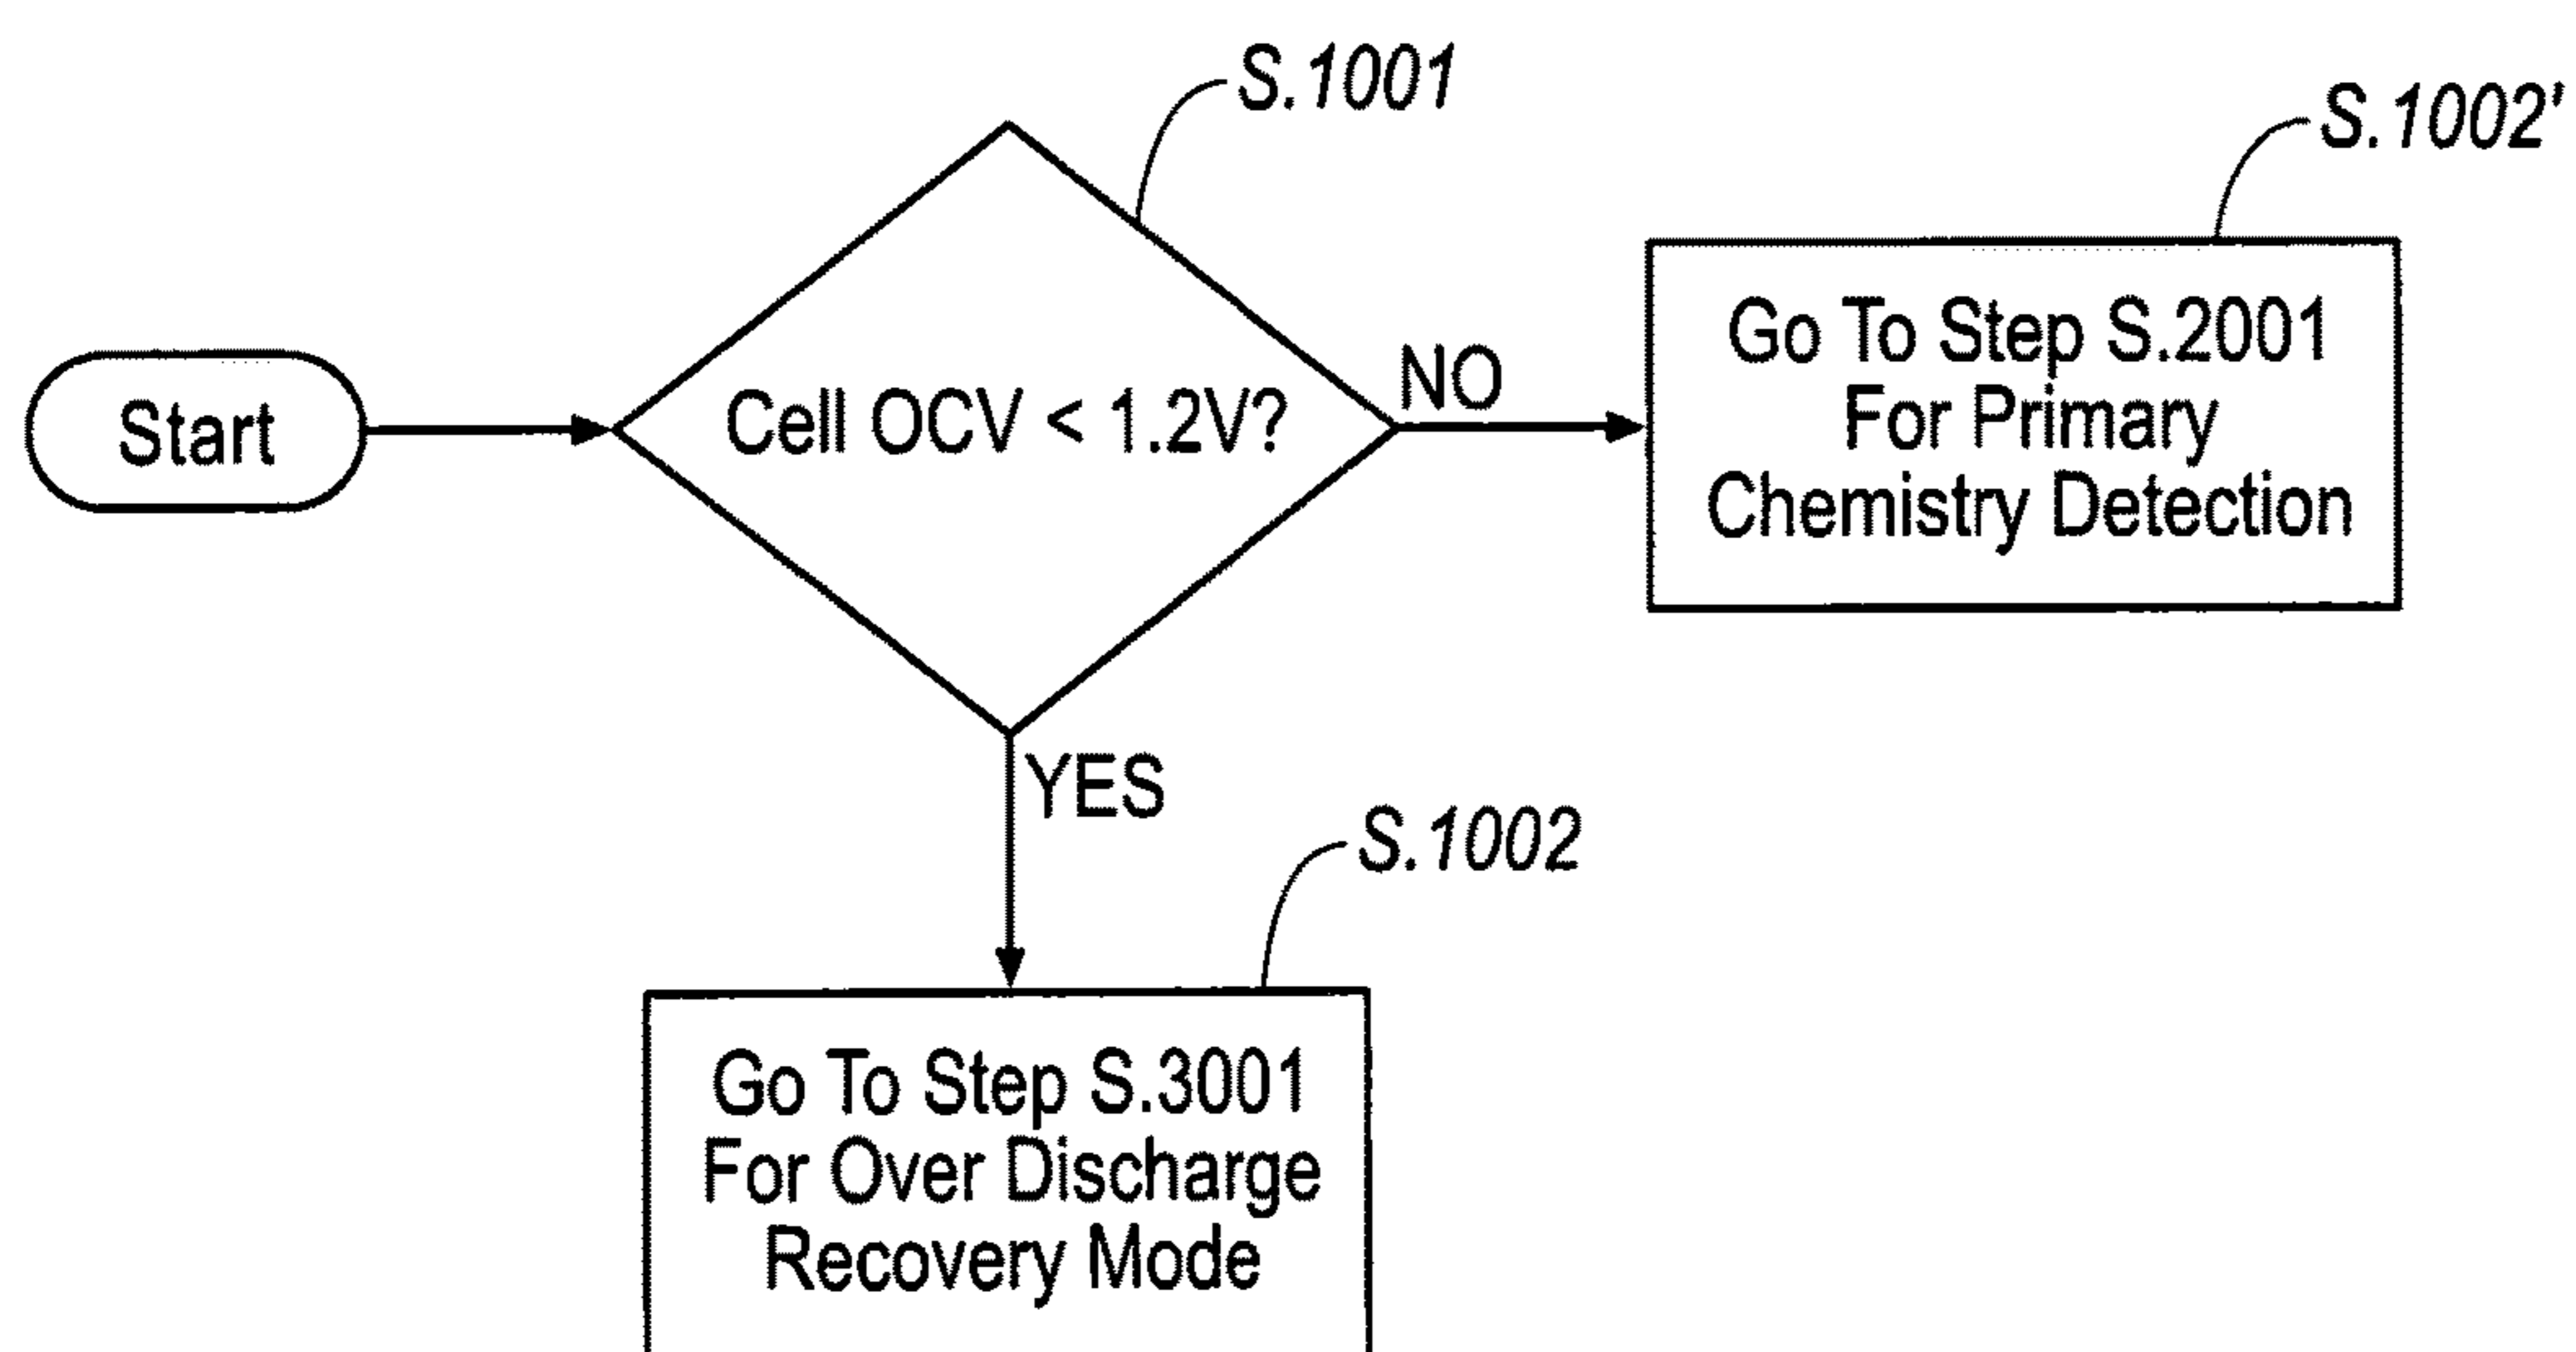 S.1001
S.1002'
Start
Cell OCV < 1.2V?
NO
Go To Step S.2001
For Primary
Chemistry Detection
YES
S.1002
Go To Step S.3001
For Over Discharge
Recovery Mode